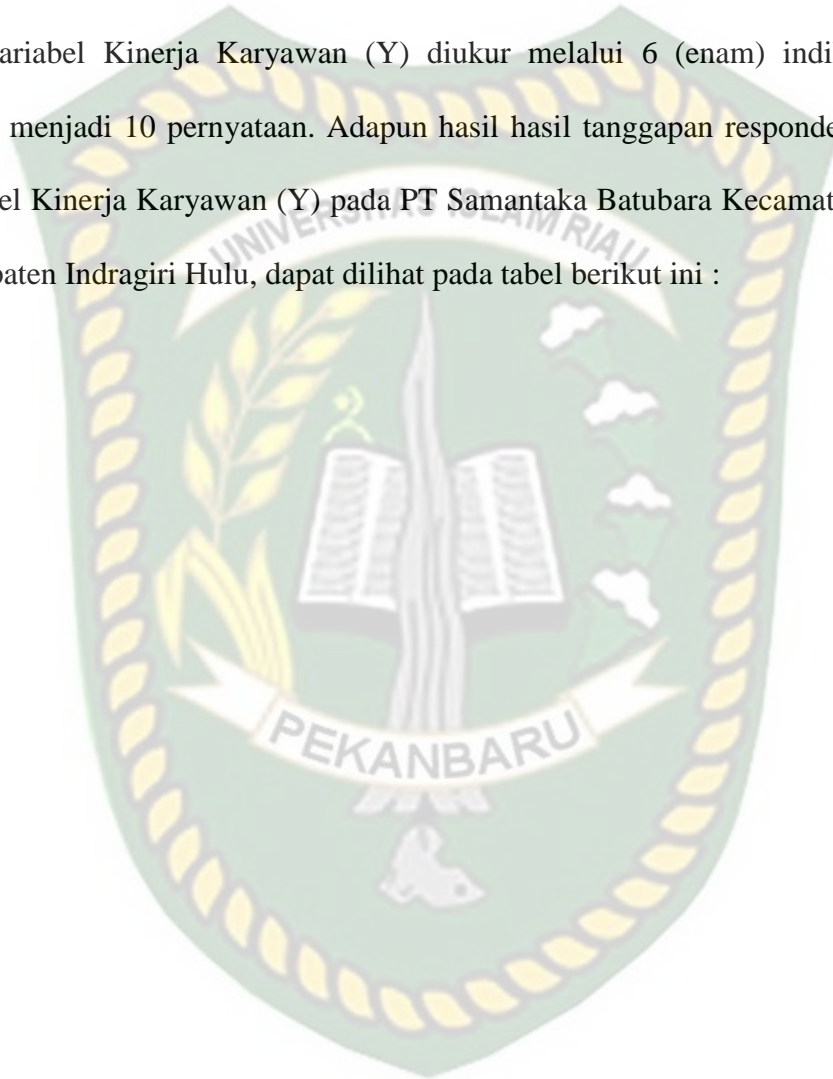 ariabel Kinerja Karyawan (Y) diukur melalui 6 (enam) indi
menjadi 10 pernyataan. Adapun hasil hasil tanggapan responde
el Kinerja Karyawan (Y) pada PT Samantaka Batubara Kecamat
paten Indragiri Hulu, dapat dilihat pada tabel berikut ini :
UNIVERSITAS ISLAM RIAU
PEKANBARU